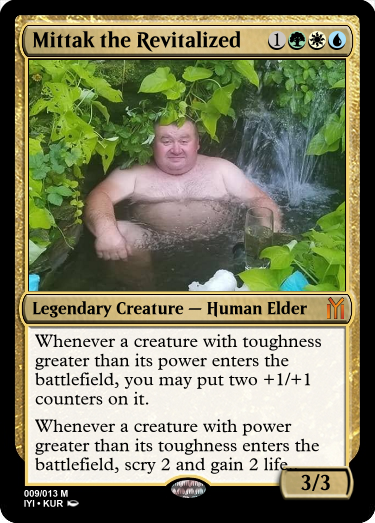 Mittak the Revitalized 1
Legendary Creature — Human Elder
Whenever a creature with toughness
greater than its power enters the
battlefield, you may put two +1/+1
counters on it.
Whenever a creature with power
greater than its toughness enters the
battlefield, scry 2 and gain 2 life.
3/3
009/013 M
IYI • KUR